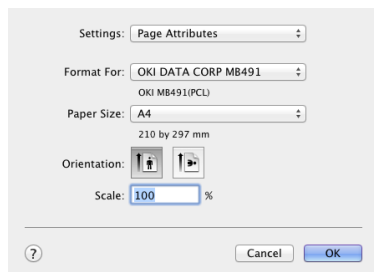 Settings: Page Attributes
Format For: OKI DATA CORP MB491
OKI MB491(PCL)
Paper Size: A4
210 by 297 mm
Orientation:
Scale: 100 %
? Cancel OK